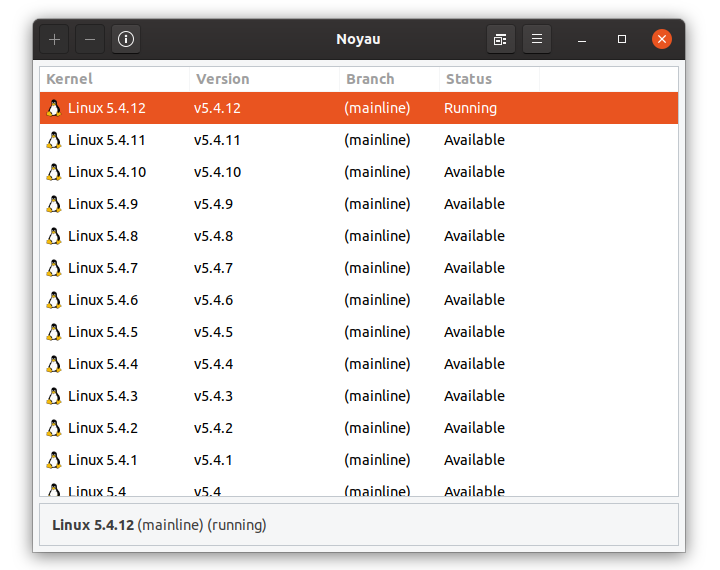 Noyau
Kernel Version Branch Status
Linux 5.4.12 v5.4.12 (mainline) Running
Linux 5.4.11 v5.4.11 (mainline) Available
Linux 5.4.10 v5.4.10 (mainline) Available
Linux 5.4.9 v5.4.9 (mainline) Available
Linux 5.4.8 v5.4.8 (mainline) Available
Linux 5.4.7 v5.4.7 (mainline) Available
Linux 5.4.6 v5.4.6 (mainline) Available
Linux 5.4.5 v5.4.5 (mainline) Available
Linux 5.4.4 v5.4.4 (mainline) Available
Linux 5.4.3 v5.4.3 (mainline) Available
Linux 5.4.2 v5.4.2 (mainline) Available
Linux 5.4.1 v5.4.1 (mainline) Available
Linux 5.4 v5.4 (mainline) Available
Linux 5.4.12 (mainline) (running)